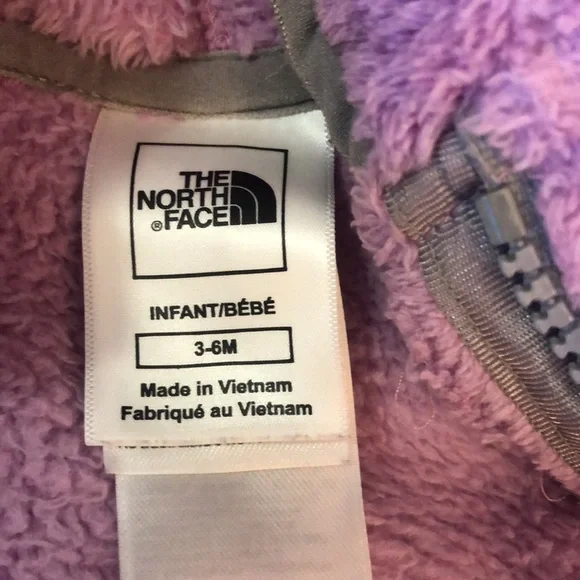 THE
NORTH
FACE®
INFANT/BÉBÉ
3-6M
Made in Vietnam
Fabriqué au Vietnam